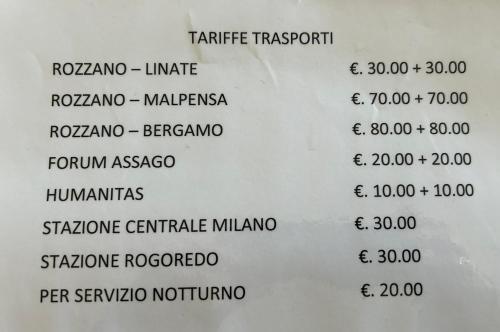 TARIFFE TRASPORTI
ROZZANO – LINATE €. 30.00 + 30.00
ROZZANO – MALPENSA €. 70.00 + 70.00
ROZZANO – BERGAMO €. 80.00 + 80.00
FORUM ASSAGO €. 20.00 + 20.00
HUMANITAS €. 10.00 + 10.00
STAZIONE CENTRALE MILANO €. 30.00
STAZIONE ROGOREDO €. 30.00
PER SERVIZIO NOTTURNO €. 20.00